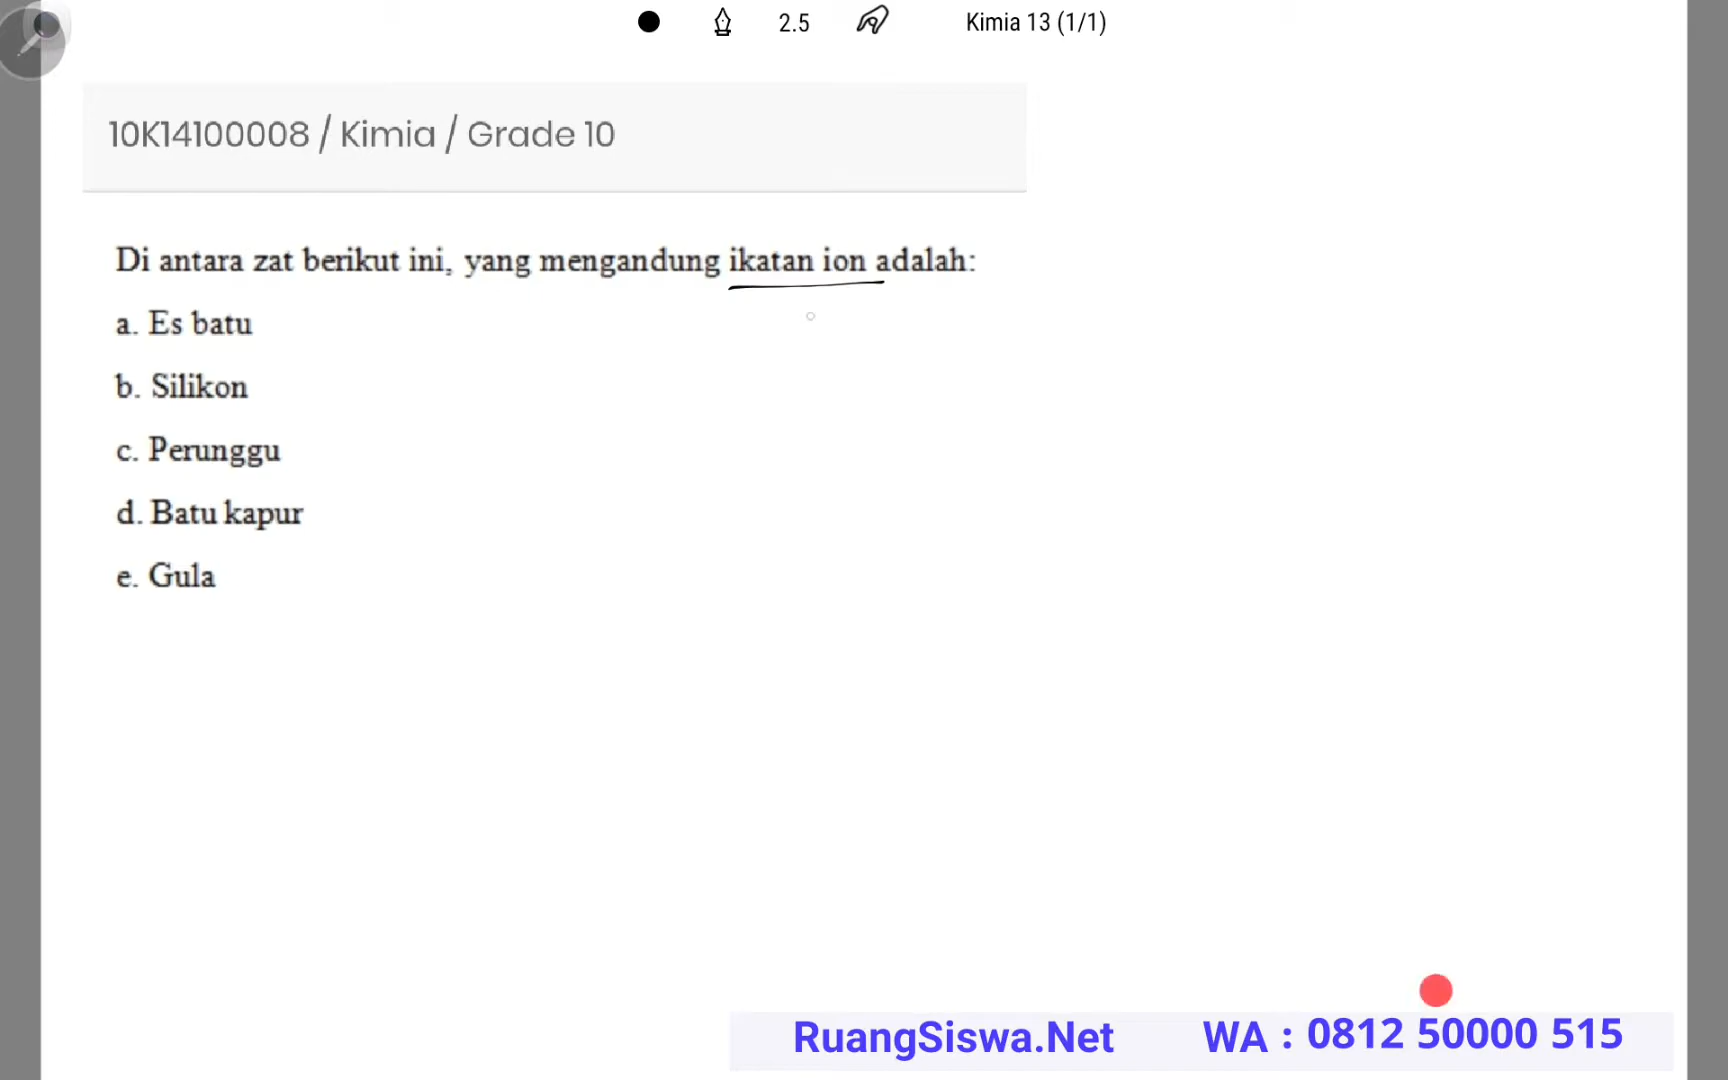 2.5 Kimia 13 (1/1)
10K14100008 / Kimia / Grade 10
Di antara zat berikut ini, yang mengandung ikatan ion adalah:
a. Es batu
b. Silikon
c. Perunggu
d. Batu kapur
e. Gula
RuangSiswa.Net WA : 0812 50000 515